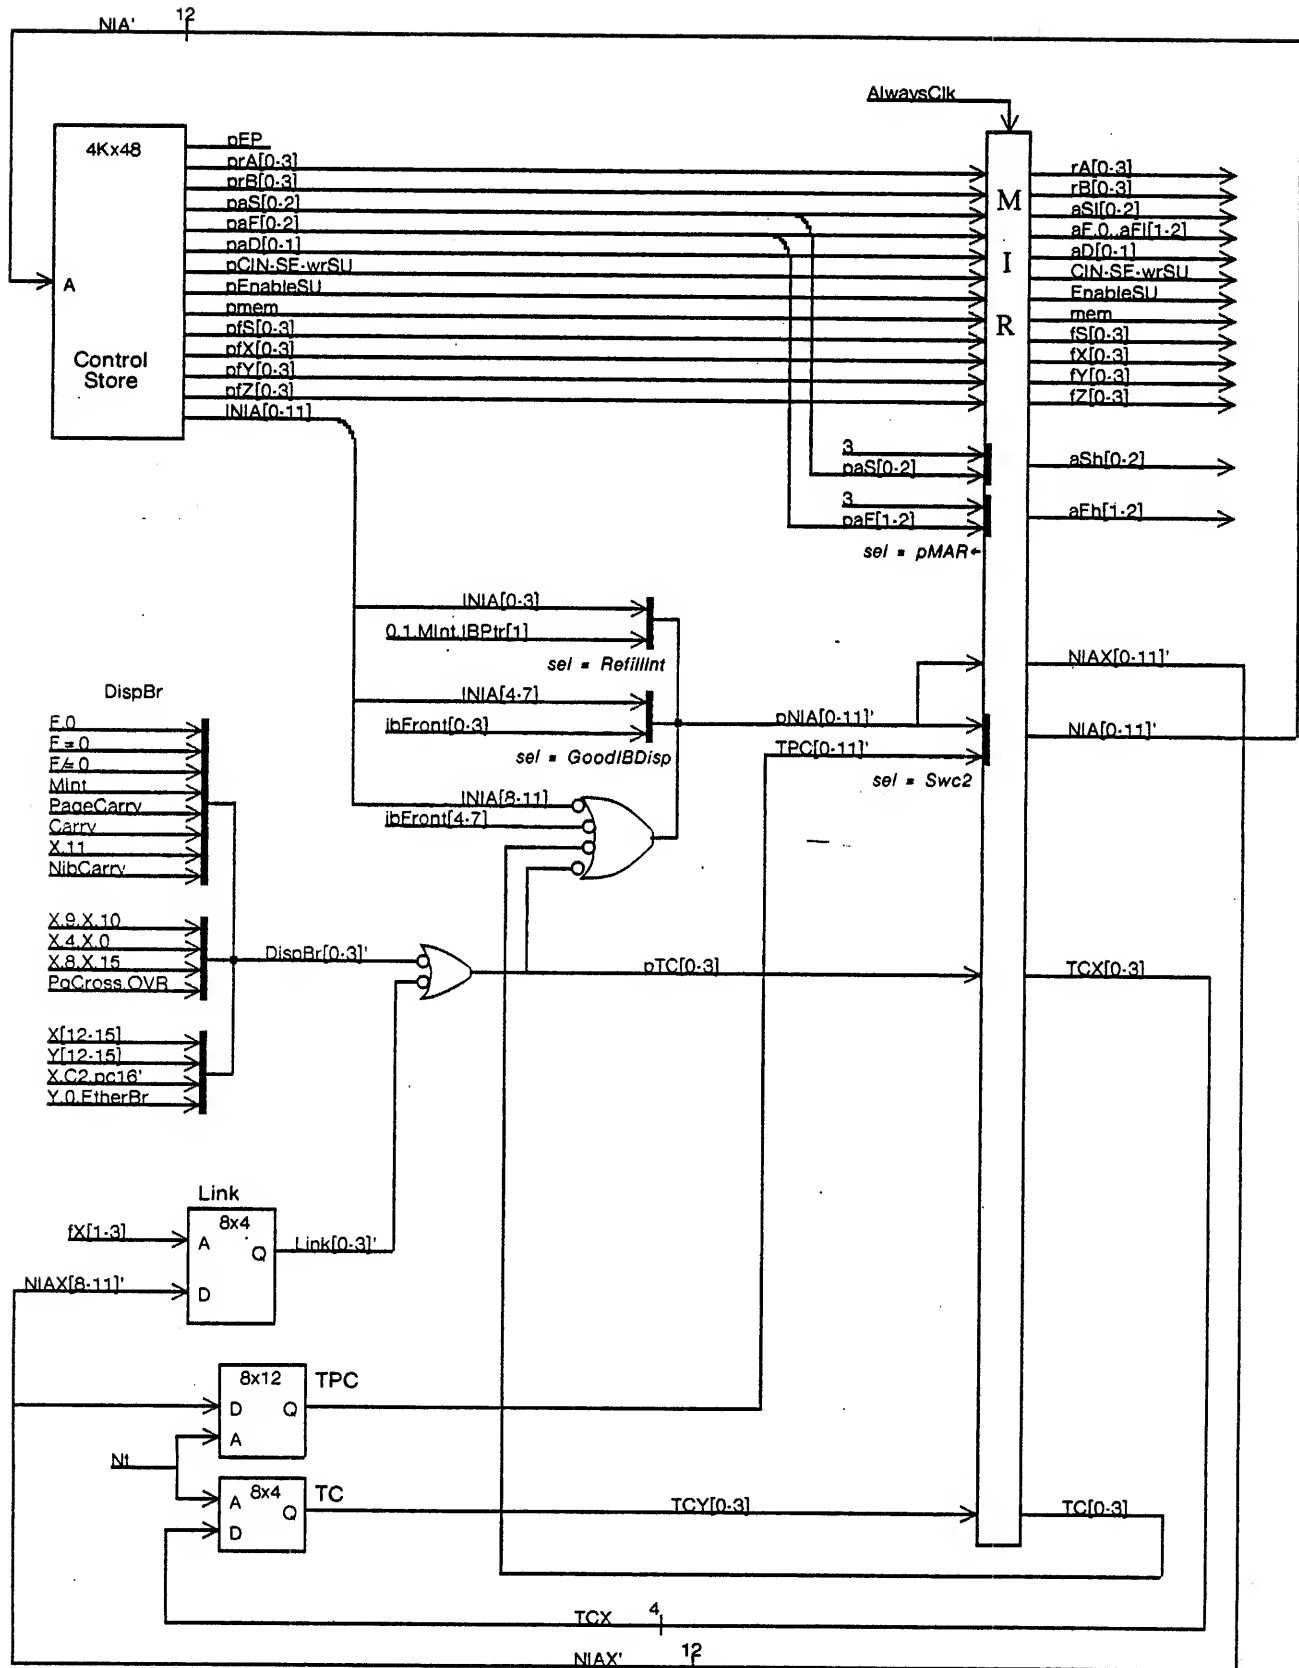 NIA'
12
AlwaysClk
4Kx48
A
Control
Store
pEP
prA[0-3]
prB[0-3]
paS[0-2]
paF[0-2]
paD[0-1]
pCIN-SE-wrSU
pEnableSU
pmem
pfS[0-3]
pfX[0-3]
pfY[0-3]
pfZ[0-3]
INIA[0-11]
M
I
R
rA[0-3]
rB[0-3]
aSl[0-2]
aF.0,,aFl[1-2]
aD[0-1]
CIN-SE-wrSU
EnableSU
mem
fS[0-3]
fX[0-3]
fY[0-3]
fZ[0-3]
3
paS[0-2]
aSh[0-2]
3
paF[1-2]
aFh[1-2]
sel = pMAR←
INIA[0-3]
0,1,MInt,IBPtr[1]
sel = RefillInt
INIA[4-7]
ibFront[0-3]
sel = GoodIBDisp
INIA[8-11]
ibFront[4-7]
pNIA[0-11]'
TPC[0-11]'
sel = Swc2
NIAX[0-11]'
NIA[0-11]'
DispBr
F.0
F=0
F≠0
Mint
PageCarry
Carry
X.11
NibCarry
X.9,X.10
X.4,X.0
X.8,X.15
PgCross,OVR
X[12-15]
Y[12-15]
X,C2,pc16'
Y.0,EtherBr
DispBr[0-3]'
pTC[0-3]
TCX[0-3]
Link
8x4
fX[1-3]
A
Q
Link[0-3]'
NIAX[8-11]'
D
8x12
TPC
D
Q
A
Nt
8x4
TC
A
Q
D
TCY[0-3]
TC[0-3]
TCX
4
NIAX'
12